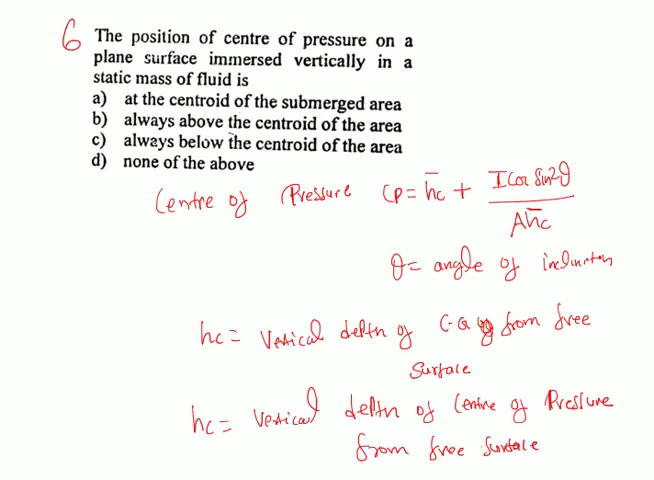 6 The position of centre of pressure on a
plane surface immersed vertically in a
static mass of fluid is
a) at the centroid of the submerged area
b) always above the centroid of the area
c) always below the centroid of the area
d) none of the above
Centre of Pressure CP = h̄c + ICG Sin²θ / Ah̄c
θ = angle of inclination
hc = Vertical depth of C-G from free
Surface
hc = Vertical depth of Centre of Pressure
from free Surface